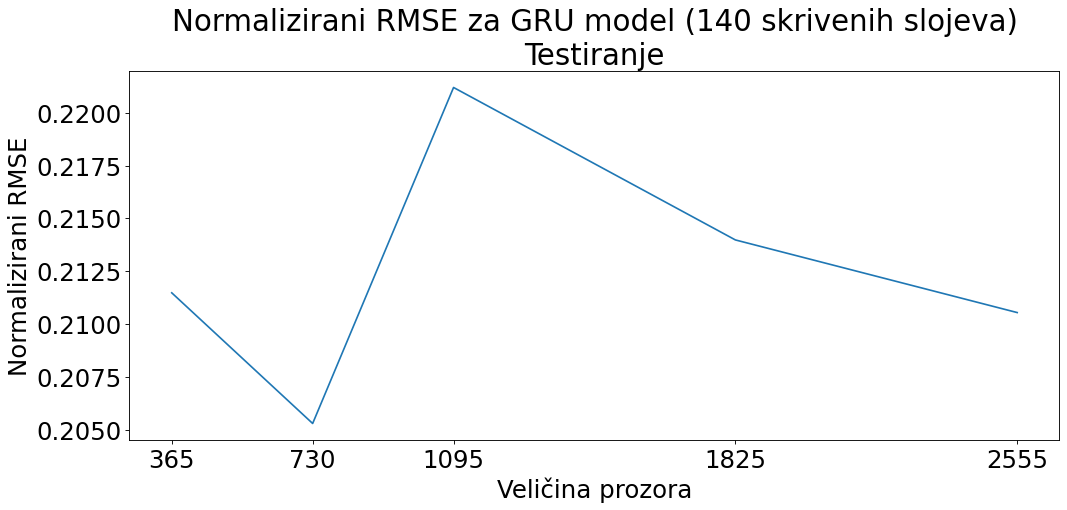 Normalizirani RMSE za GRU model (140 skrivenih slojeva)
Testiranje
Normalizirani RMSE
0.2200
0.2175
0.2150
0.2125
0.2100
0.2075
0.2050
365 730 1095 1825 2555
Veličina prozora